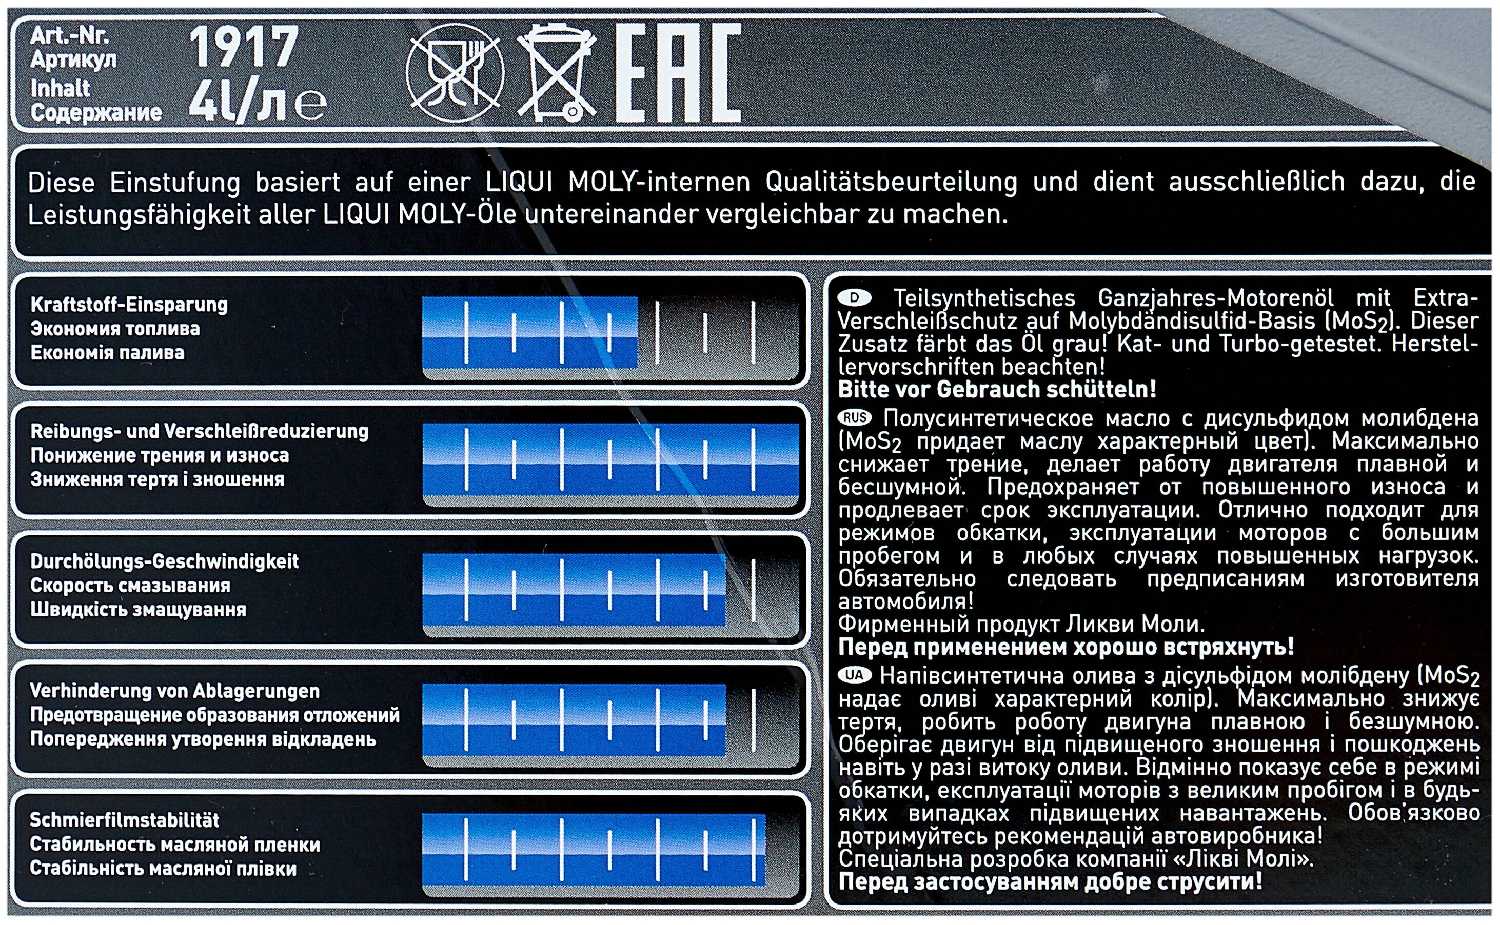 Art.-Nr.
Артикул
1917
Inhalt
Содержание
4l/л℮
EAC
Diese Einstufung basiert auf einer LIQUI MOLY-internen Qualitätsbeurteilung und dient ausschließlich dazu, die
Leistungsfähigkeit aller LIQUI MOLY-Öle untereinander vergleichbar zu machen.
Kraftstoff-Einsparung
Экономия топлива
Економія палива
Reibungs- und Verschleißreduzierung
Понижение трения и износа
Зниження тертя і зношення
Durchölungs-Geschwindigkeit
Скорость смазывания
Швидкість змащування
Verhinderung von Ablagerungen
Предотвращение образования отложений
Попередження утворення відкладень
Schmierfilmstabilität
Стабильность масляной пленки
Стабільність масляної плівки
D Teilsynthetisches Ganzjahres-Motorenöl mit Extra-
Verschleißschutz auf Molybdändisulfid-Basis (MoS2). Dieser
Zusatz färbt das Öl grau! Kat- und Turbo-getestet. Herstel-
lervorschriften beachten!
Bitte vor Gebrauch schütteln!
RUS Полусинтетическое масло с дисульфидом молибдена
(MoS2 придает маслу характерный цвет). Максимально
снижает трение, делает работу двигателя плавной и
бесшумной. Предохраняет от повышенного износа и
продлевает срок эксплуатации. Отлично подходит для
режимов обкатки, эксплуатации моторов с большим
пробегом и в любых случаях повышенных нагрузок.
Обязательно следовать предписаниям изготовителя
автомобиля!
Фирменный продукт Ликви Моли.
Перед применением хорошо встряхнуть!
UA Напівсинтетична олива з дісульфідом молібдену (MoS2
надає оливі характерний колір). Максимально знижує
тертя, робить роботу двигуна плавною і безшумною.
Оберігає двигун від підвищеного зношення і пошкоджень
навіть у разі витоку оливи. Відмінно показує себе в режимі
обкатки, експлуатації моторів з великим пробігом і в будь-
яких випадках підвищених навантажень. Обов'язково
дотримуйтесь рекомендацій автовиробника!
Спеціальна розробка компанії «Лікві Молі».
Перед застосуванням добре струсити!